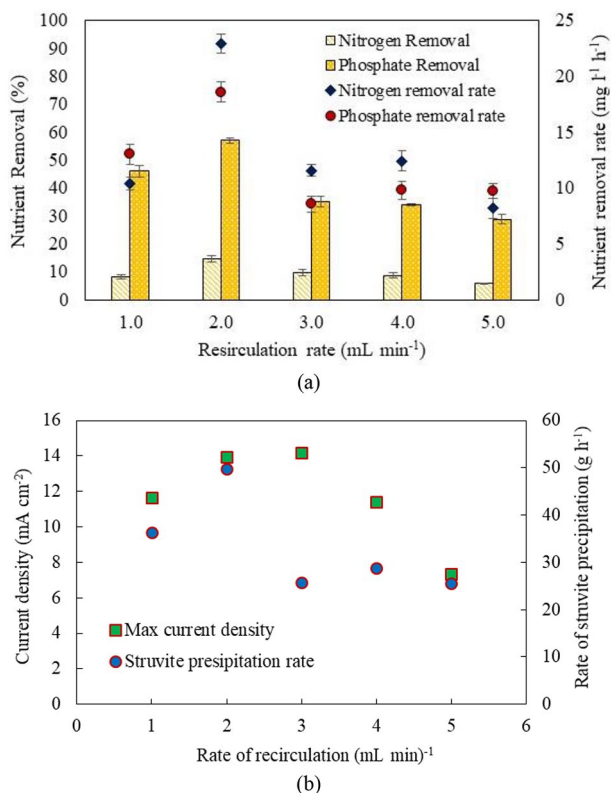 100
90
80
70
60
50
40
30
20
10
0
Nutrient Removal (%)
Nitrogen Removal
Phosphate Removal
Nitrogen removal rate
Phosphate removal rate
25
20
15
10
5
0
Nutrient removal rate (mg l⁻¹ h⁻¹)
1.0 2.0 3.0 4.0 5.0
Resirculation rate (mL min⁻¹)
(a)
16
14
12
10
8
6
4
2
0
Current density (mA cm⁻²)
Max current density
Struvite presipitation rate
60
50
40
30
20
10
0
Rate of struvite precipitation (g h⁻¹)
0 1 2 3 4 5 6
Rate of recirculation (mL min)⁻¹
(b)